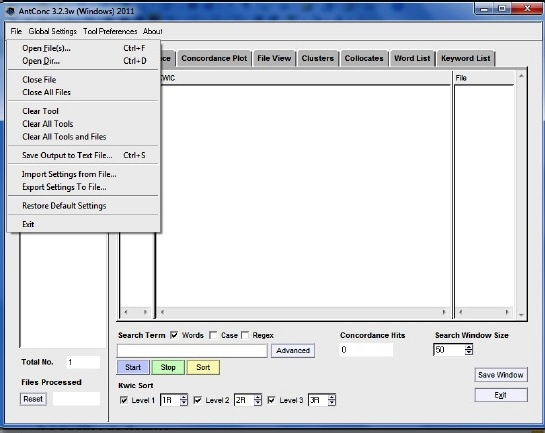 AntConc 3.2.3w (Windows) 2011
File Global Settings Tool Preferences About
Open File(s)... Ctrl+F
Open Dir... Ctrl+D
Close File
Close All Files
Clear Tool
Clear All Tools
Clear All Tools and Files
Save Output to Text File... Ctrl+S
Import Settings from File...
Export Settings To File...
Restore Default Settings
Exit
ce Concordance Plot File View Clusters Collocates Word List Keyword List
KWIC File
Total No. 1
Files Processed
Reset
Search Term Words Case Regex Concordance Hits Search Window Size
Advanced 0 50
Start Stop Sort
Save Window
Kwic Sort
Exit
Level 1 1R Level 2 2R Level 3 3R